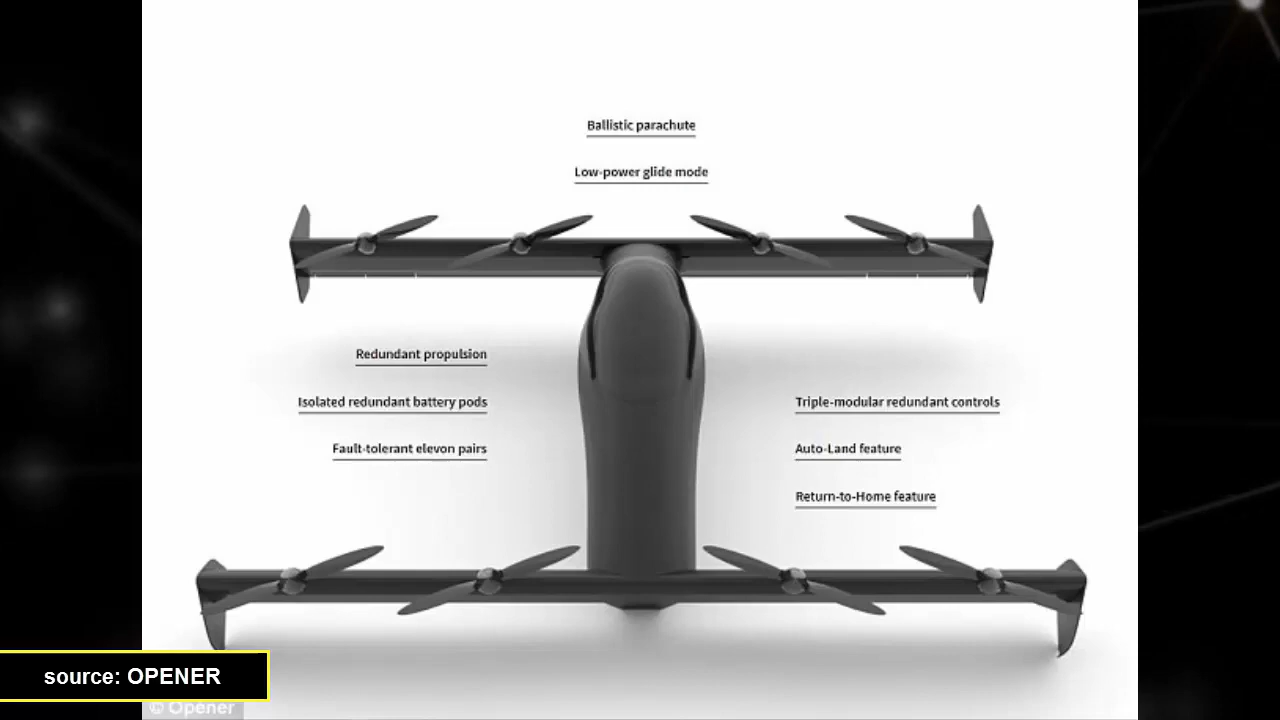 Ballistic parachute
Low-power glide mode
Redundant propulsion
Isolated redundant battery pods
Fault-tolerant elevon pairs
Triple-modular redundant controls
Auto-Land feature
Return-to-Home feature
source: OPENER
© Opener